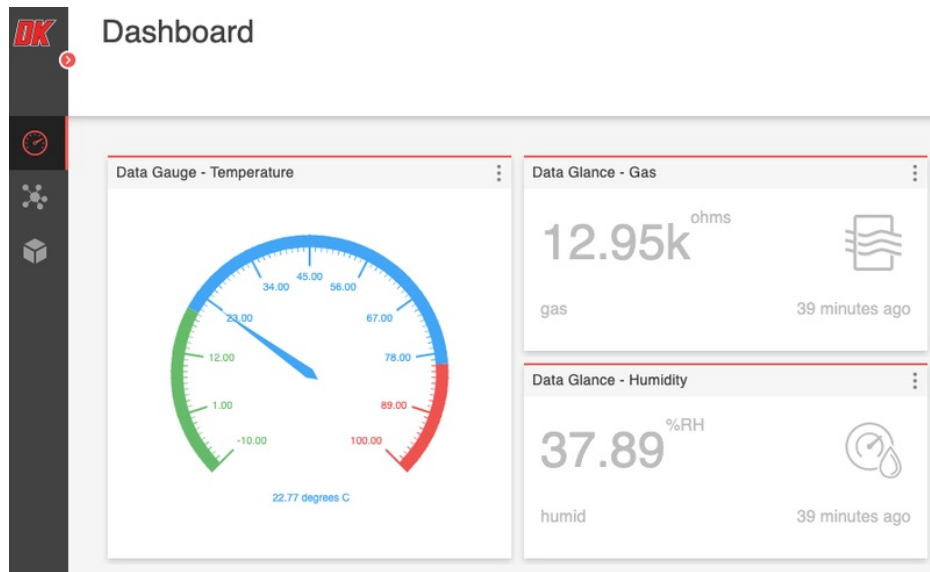 DK
Dashboard
Data Gauge - Temperature
45.00
34.00
56.00
23.00
67.00
12.00
78.00
1.00
89.00
-10.00
100.00
22.77 degrees C
Data Glance - Gas
12.95k ohms
gas
39 minutes ago
Data Glance - Humidity
37.89 %RH
humid
39 minutes ago